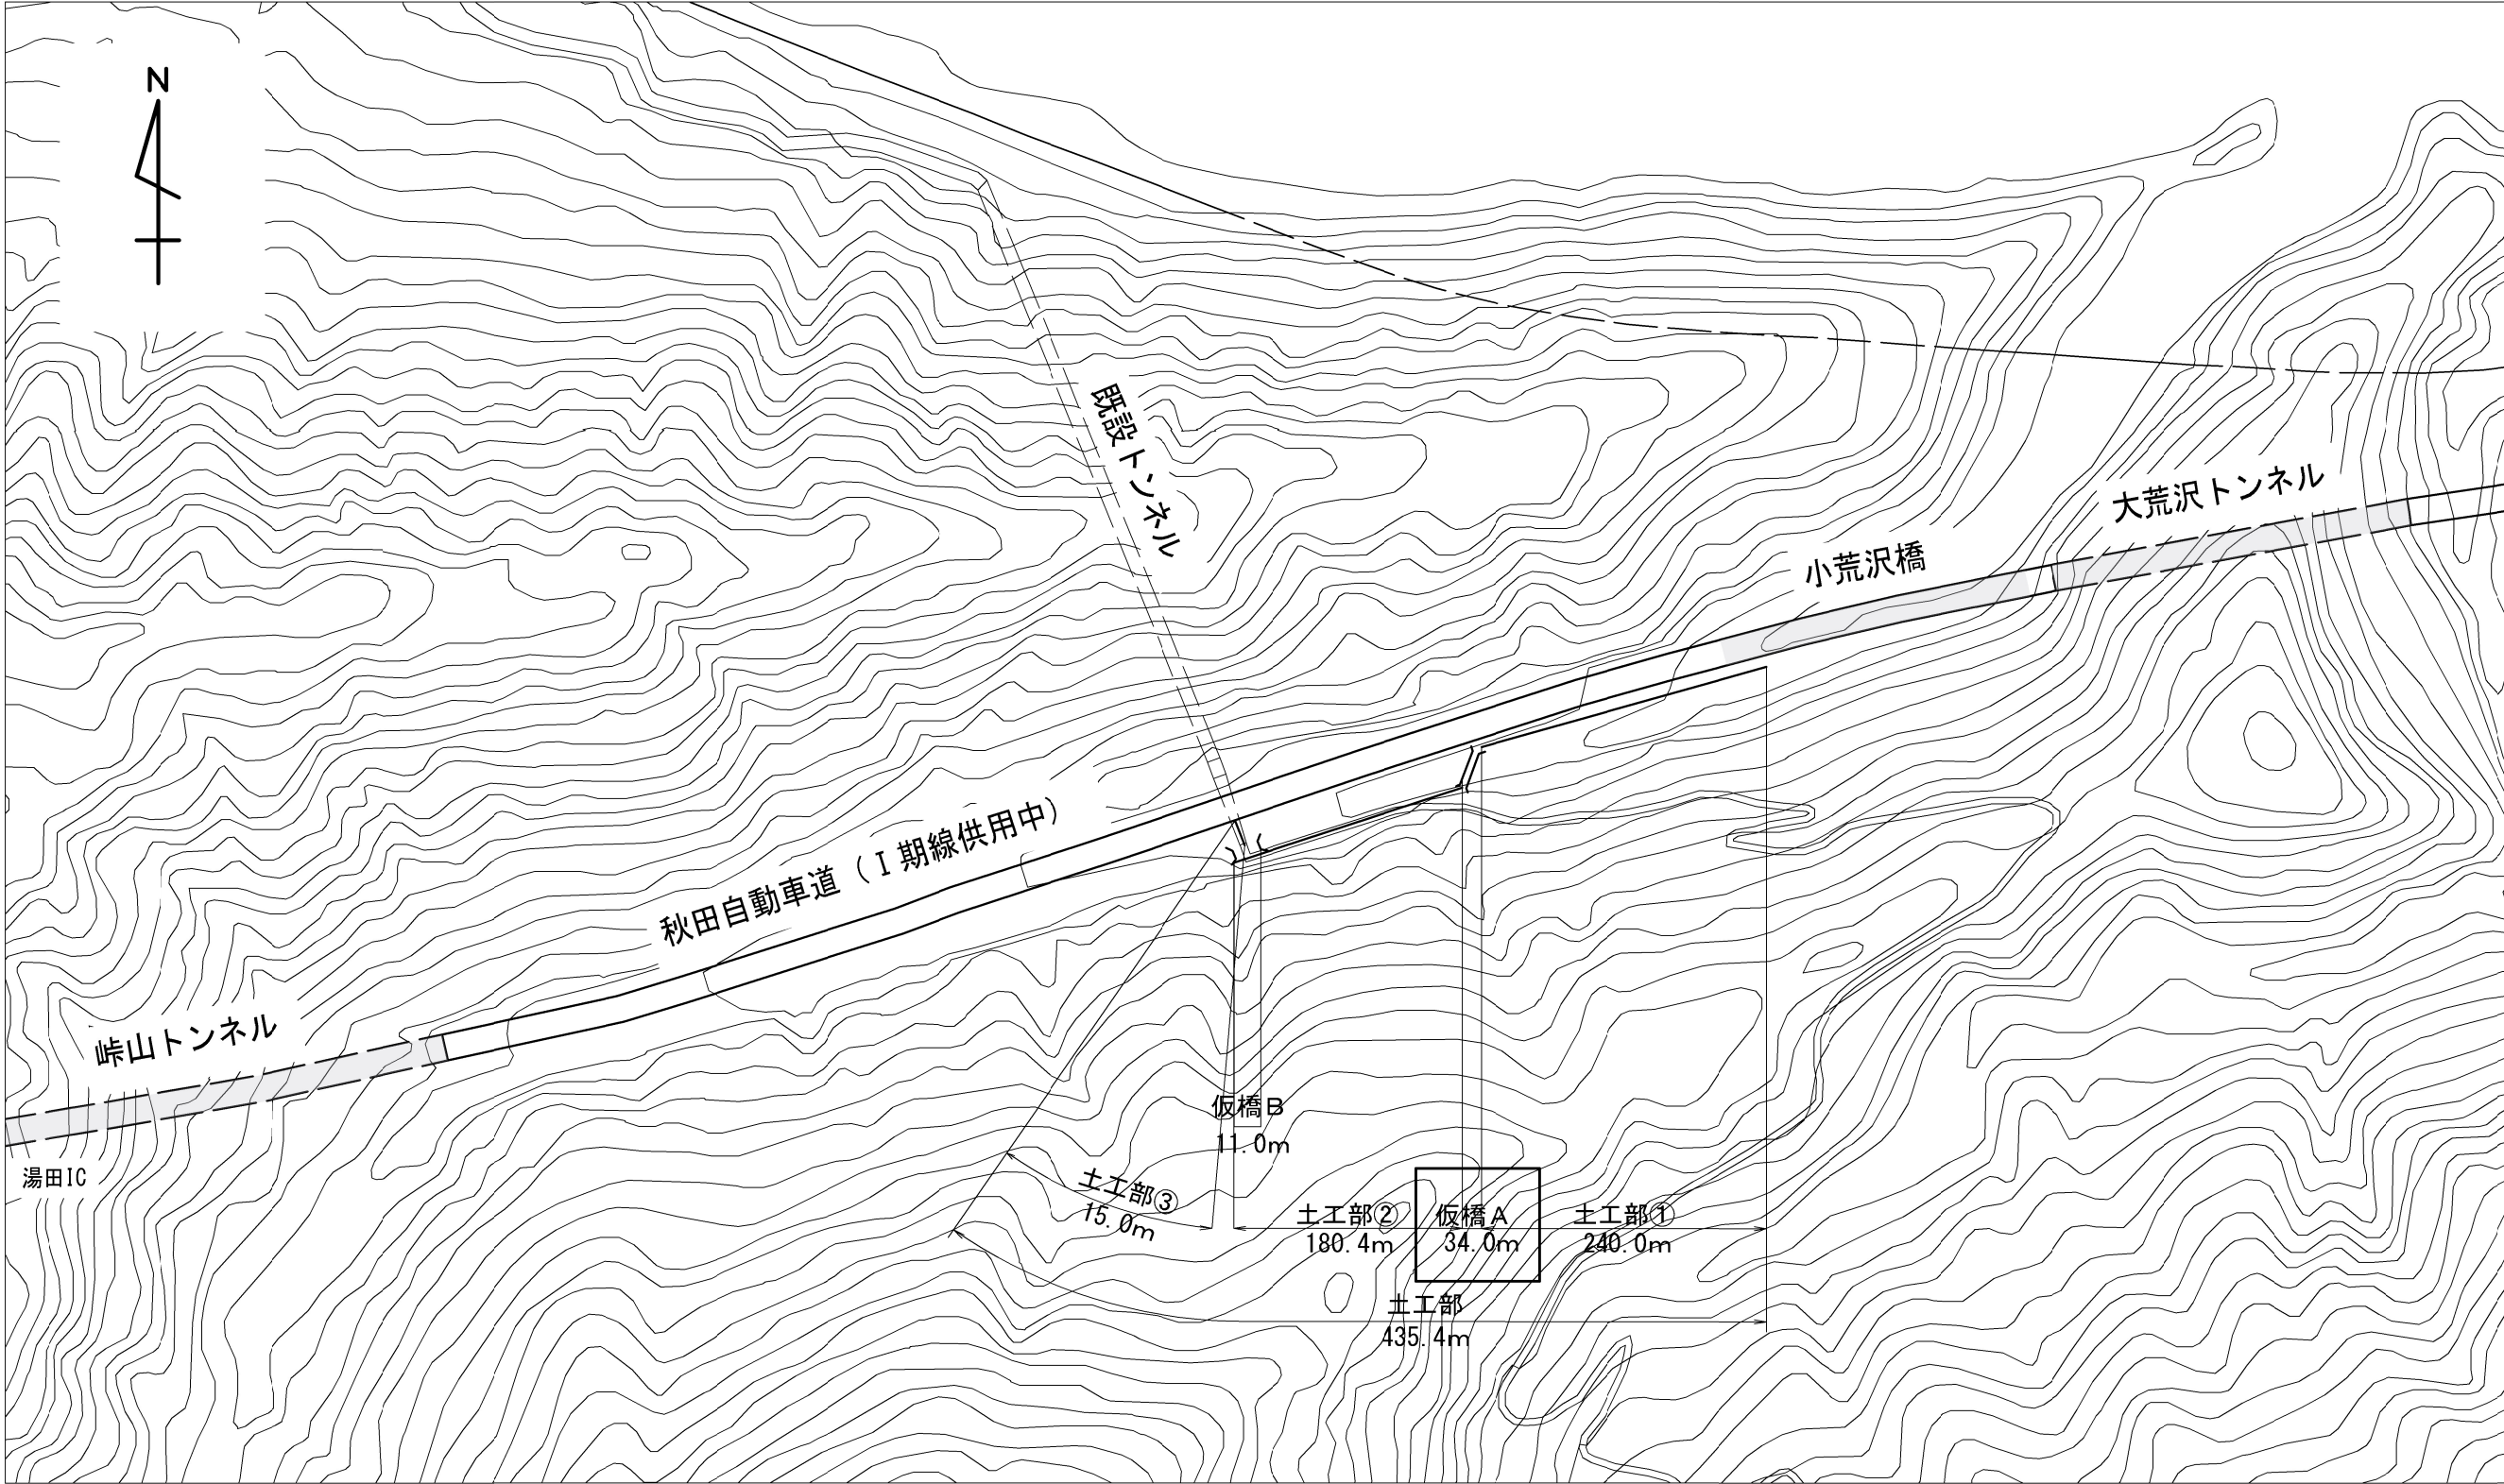 N
既設トンネル
大荒沢トンネル
小荒沢橋
秋田自動車道（Ⅰ期線供用中）
峠山トンネル
湯田IC
仮橋B
11.0m
土工部③
15.0m
土工部②
180.4m
仮橋A
34.0m
土工部①
240.0m
土工部
435.4m